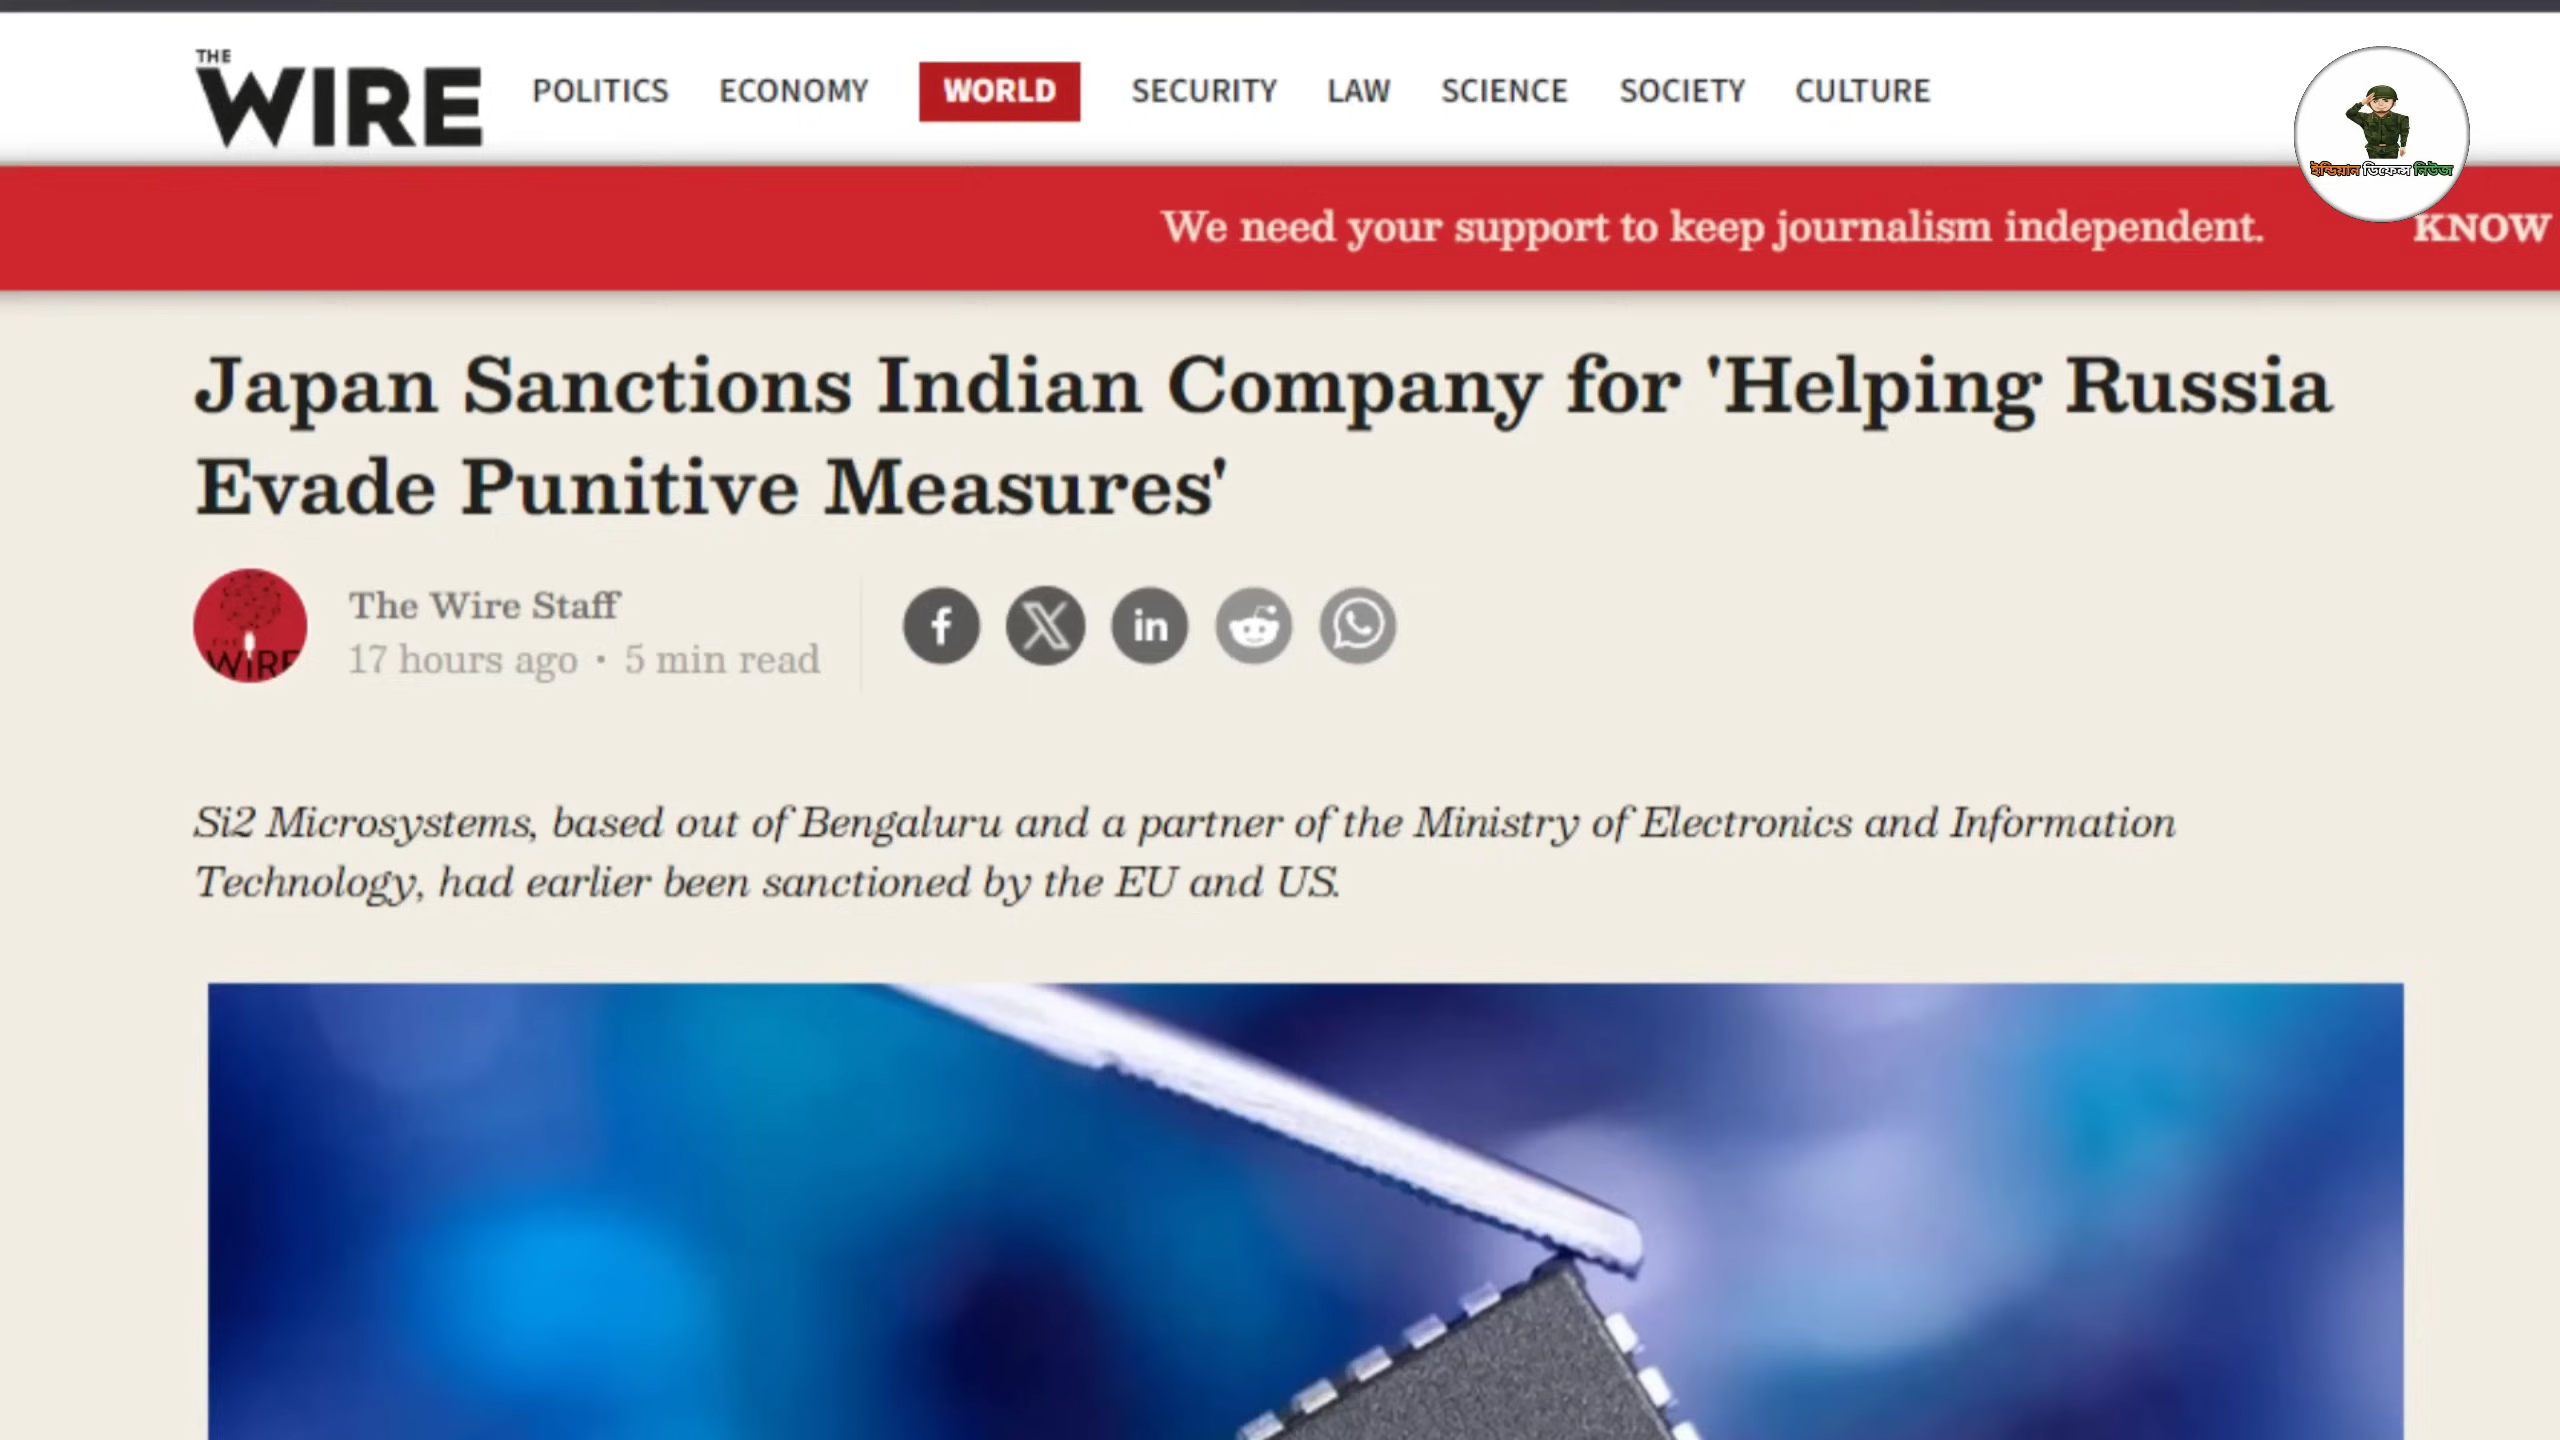 THE
WIRE
POLITICS ECONOMY WORLD SECURITY LAW SCIENCE SOCIETY CULTURE
ইন্ডিয়ান ডিফেন্স নিউজ
We need your support to keep journalism independent. KNOW
Japan Sanctions Indian Company for 'Helping Russia
Evade Punitive Measures'
The Wire Staff
17 hours ago · 5 min read
Si2 Microsystems, based out of Bengaluru and a partner of the Ministry of Electronics and Information
Technology, had earlier been sanctioned by the EU and US.